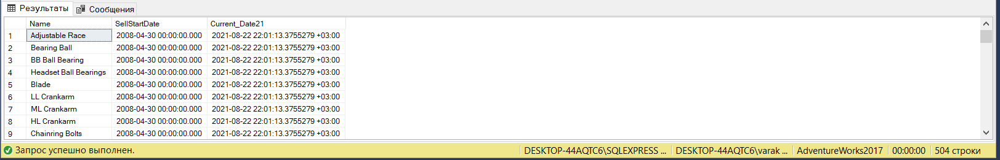 Результаты Сообщения
Name SellStartDate Current_Date21
1 Adjustable Race 2008-04-30 00:00:00.000 2021-08-22 22:01:13.3755279 +03:00
2 Bearing Ball 2008-04-30 00:00:00.000 2021-08-22 22:01:13.3755279 +03:00
3 BB Ball Bearing 2008-04-30 00:00:00.000 2021-08-22 22:01:13.3755279 +03:00
4 Headset Ball Bearings 2008-04-30 00:00:00.000 2021-08-22 22:01:13.3755279 +03:00
5 Blade 2008-04-30 00:00:00.000 2021-08-22 22:01:13.3755279 +03:00
6 LL Crankarm 2008-04-30 00:00:00.000 2021-08-22 22:01:13.3755279 +03:00
7 ML Crankarm 2008-04-30 00:00:00.000 2021-08-22 22:01:13.3755279 +03:00
8 HL Crankarm 2008-04-30 00:00:00.000 2021-08-22 22:01:13.3755279 +03:00
9 Chainring Bolts 2008-04-30 00:00:00.000 2021-08-22 22:01:13.3755279 +03:00
Запрос успешно выполнен. DESKTOP-44AQTC6\SQLEXPRESS ... DESKTOP-44AQTC6\varak ... AdventureWorks2017 00:00:00 504 строки